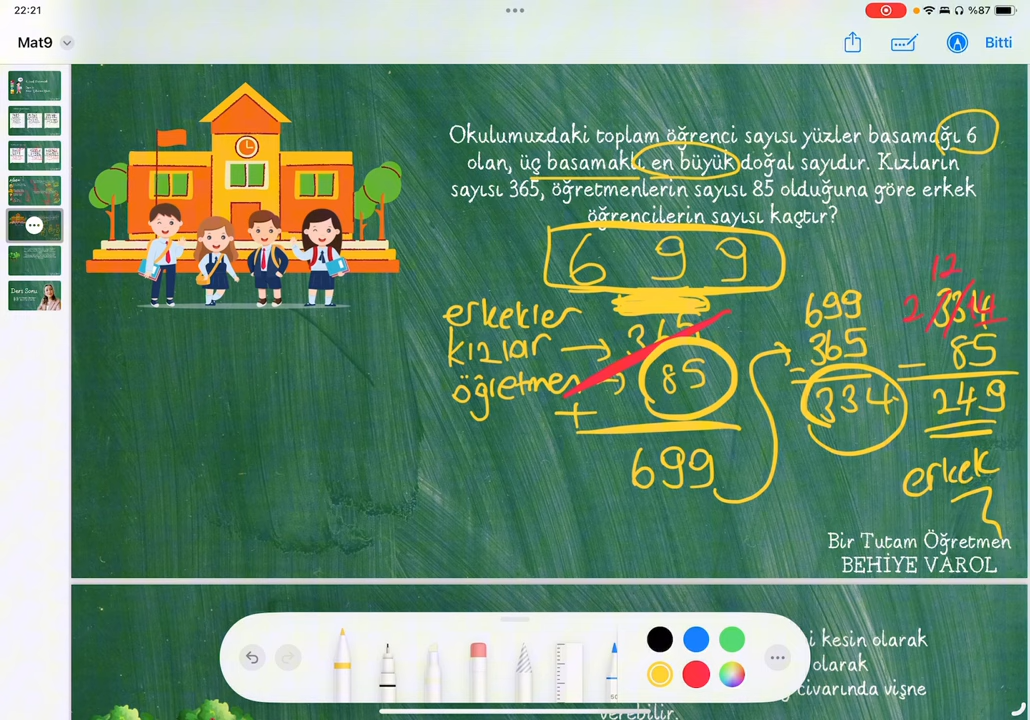 22:21
%87
Mat9
Bitti
Okulumuzdaki toplam öğrenci sayısı yüzler basamağı 6
olan, üç basamaklı en büyük doğal sayıdır. Kızların
sayısı 365, öğretmenlerin sayısı 85 olduğuna göre erkek
öğrencilerin sayısı kaçtır?
6 9 9
erkekler
kızlar → 365
öğretmen → 85
+
699
699
- 365
334
12
2 334 14
- 85
249
erkek
Bir Tutam Öğretmen
BEHİYE VAROL
Ders Sonu
i kesin olarak
olarak
civarında vişne
verebilir.